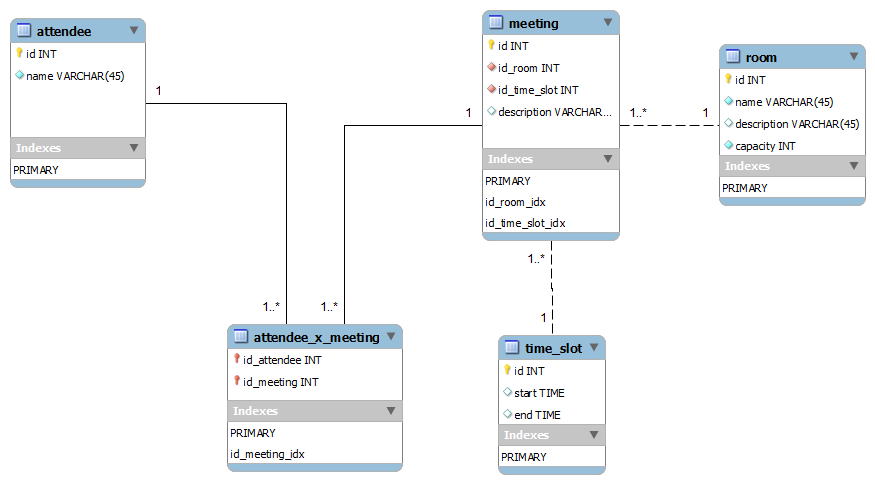 attendee
id INT
name VARCHAR(45)
Indexes
PRIMARY
1
1..*
meeting
id INT
id_room INT
id_time_slot INT
description VARCHAR...
Indexes
PRIMARY
id_room_idx
id_time_slot_idx
1
1..*
1..*
1
room
id INT
name VARCHAR(45)
description VARCHAR(45)
capacity INT
Indexes
PRIMARY
1..*
1
attendee_x_meeting
id_attendee INT
id_meeting INT
Indexes
PRIMARY
id_meeting_idx
time_slot
id INT
start TIME
end TIME
Indexes
PRIMARY